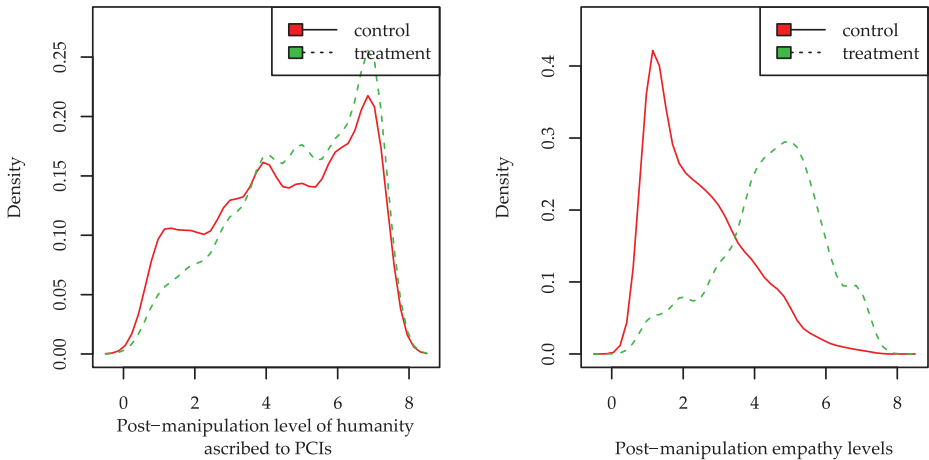 control
treatment
Density
0.00
0.05
0.10
0.15
0.20
0.25
0 2 4 6 8
Post−manipulation level of humanity
ascribed to PCIs
control
treatment
Density
0.0
0.1
0.2
0.3
0.4
0 2 4 6 8
Post−manipulation empathy levels